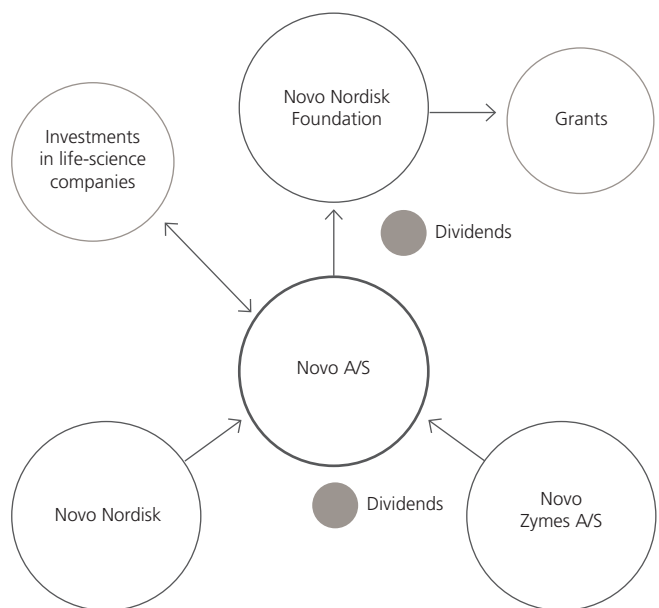 Novo Nordisk
Foundation
Grants
Investments
in life-science
companies
Dividends
Novo A/S
Dividends
Novo Nordisk
Novo
Zymes A/S